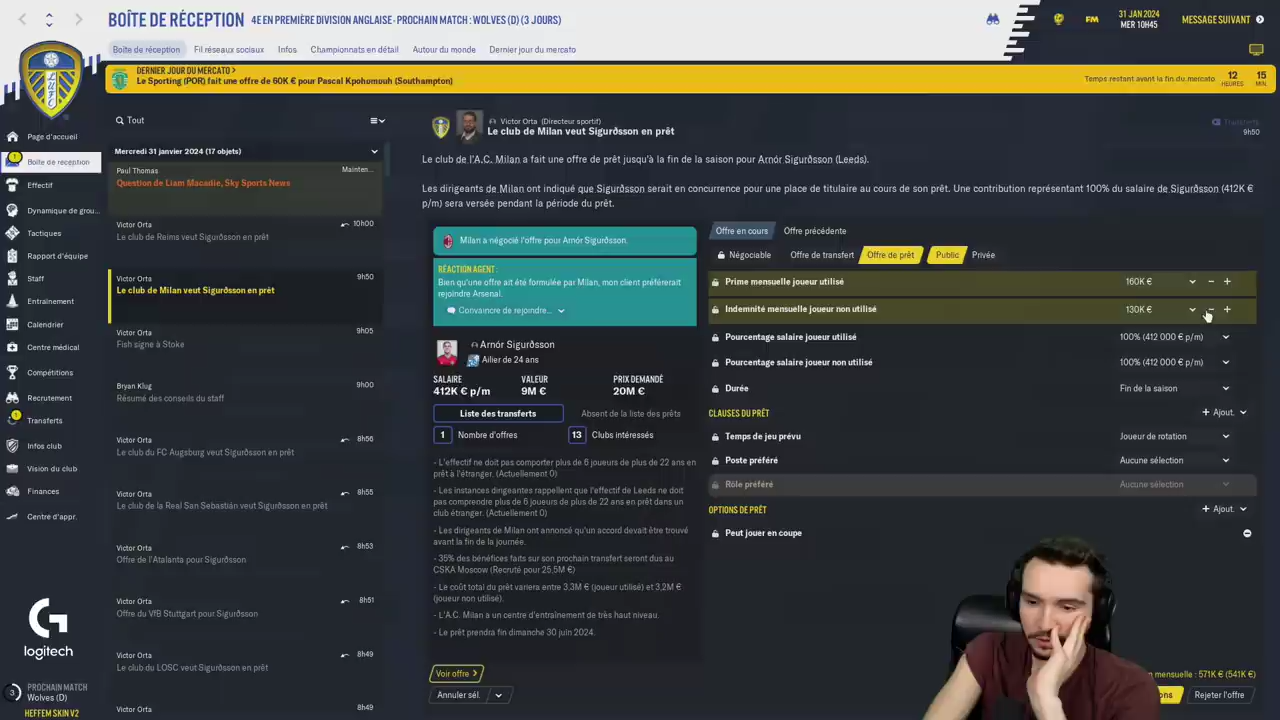 BOÎTE DE RÉCEPTION
4E EN PREMIÈRE DIVISION ANGLAISE - PROCHAIN MATCH : WOLVES (D) (3 JOURS)
FM
31 JAN 2024
MER 10H45
MESSAGE SUIVANT
Boîte de réception
Fil réseaux sociaux
Infos
Championnats en détail
Autour du monde
Dernier jour du mercato
DERNIER JOUR DU MERCATO >
Le Sporting (POR) fait une offre de 60K € pour Pascal Kpohomouh (Southampton)
Temps restant avant la fin du mercato
12
HEURES
15
MIN.
Page d'accueil
1
Boîte de réception
Effectif
Dynamique de grou...
Tactiques
Rapport d'équipe
Staff
Entraînement
Calendrier
Centre médical
Compétitions
Recrutement
1
Transferts
Infos club
Vision du club
Finances
Centre d'appr.
logitech
3
PROCHAIN MATCH
Wolves (D)
HEFFEM SKIN V2
Tout
Mercredi 31 janvier 2024 (17 objets)
Paul Thomas
Mainten...
Question de Liam Macadie, Sky Sports News
Victor Orta
10h00
Le club de Reims veut Sigurðsson en prêt
Victor Orta
9h50
Le club de Milan veut Sigurðsson en prêt
Victor Orta
9h05
Fish signe à Stoke
Bryan Klug
9h00
Résumé des conseils du staff
Victor Orta
8h56
Le club du FC Augsburg veut Sigurðsson en prêt
Victor Orta
8h55
Le club de la Real San Sebastián veut Sigurðsson en prêt
Victor Orta
8h53
Offre de l'Atalanta pour Sigurðsson
Victor Orta
8h51
Offre du VfB Stuttgart pour Sigurðsson
Victor Orta
8h49
Le club du LOSC veut Sigurðsson en prêt
Victor Orta
8h49
Victor Orta (Directeur sportif)
Le club de Milan veut Sigurðsson en prêt
Transferts
9h50
Le club de l'A.C. Milan a fait une offre de prêt jusqu'à la fin de la saison pour Arnór Sigurðsson (Leeds).
Les dirigeants de Milan ont indiqué que Sigurðsson serait en concurrence pour une place de titulaire au cours de son prêt. Une contribution représentant 100% du salaire de Sigurðsson (412K €
p/m) sera versée pendant la période du prêt.
Milan a négocié l'offre pour Arnór Sigurðsson.
RÉACTION AGENT :
Bien qu'une offre ait été formulée par Milan, mon client préférerait
rejoindre Arsenal.
Convaincre de rejoindre...
Arnór Sigurðsson
Ailier de 24 ans
SALAIRE
VALEUR
PRIX DEMANDÉ
412K € p/m
9M €
20M €
Liste des transferts
Absent de la liste des prêts
1
Nombre d'offres
13
Clubs intéressés
- L'effectif ne doit pas comporter plus de 6 joueurs de plus de 22 ans en
prêt à l'étranger. (Actuellement 0)
- Les instances dirigeantes rappellent que l'effectif de Leeds ne doit
pas comprendre plus de 6 joueurs de plus de 22 ans en prêt dans un
club étranger. (Actuellement 0)
- Les dirigeants de Milan ont annoncé qu'un accord devait être trouvé
avant la fin de la journée.
- 35% des bénéfices faits sur son prochain transfert seront dus au
CSKA Moscow (Recruté pour 25,5M €)
- Le coût total du prêt variera entre 3,3M € (joueur utilisé) et 3,2M €
(joueur non utilisé).
- L'A.C. Milan a un centre d'entraînement de très haut niveau.
- Le prêt prendra fin dimanche 30 juin 2024.
Voir offre >
Annuler sél.
Offre en cours
Offre précédente
Négociable
Offre de transfert
Offre de prêt
Public
Privée
Prime mensuelle joueur utilisé
160K €
Indemnité mensuelle joueur non utilisé
130K €
Pourcentage salaire joueur utilisé
100% (412 000 € p/m)
Pourcentage salaire joueur non utilisé
100% (412 000 € p/m)
Durée
Fin de la saison
CLAUSES DU PRÊT
+ Ajout.
Temps de jeu prévu
Joueur de rotation
Poste préféré
Aucune sélection
Rôle préféré
Aucune sélection
OPTIONS DE PRÊT
+ Ajout.
Peut jouer en coupe
n mensuelle : 571K € (541K €)
ons
Rejeter l'offre